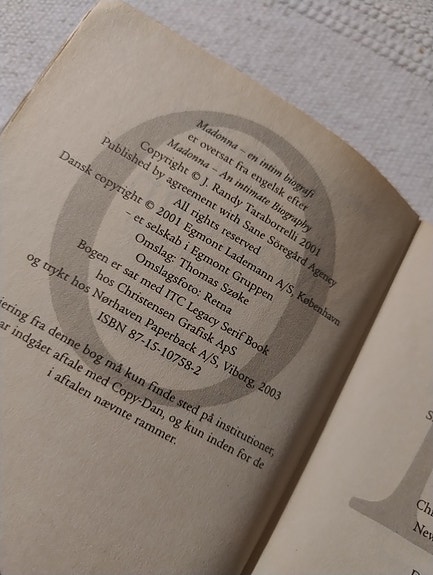 Madonna – en intim biografi
er oversat fra engelsk efter
Madonna – An intimate Biography
Copyright © J. Randy Taraborrelli 2001
Published by agreement with Sane Söregård Agency
All rights reserved
Dansk copyright © 2001 Egmont Lademann A/S, København
- et selskab i Egmont Gruppen
Omslag: Thomas Szøke
Omslagsfoto: Retna
Bogen er sat med ITC Legacy Serif Book
hos Christensen Grafisk ApS
og trykt hos Nørhaven Paperback A/S, Viborg, 2003
ISBN 87-15-10758-2
fra denne bog må kun finde sted på institutioner,
indgået aftale med Copy-Dan, og kun inden for de
i aftalen nævnte rammer.